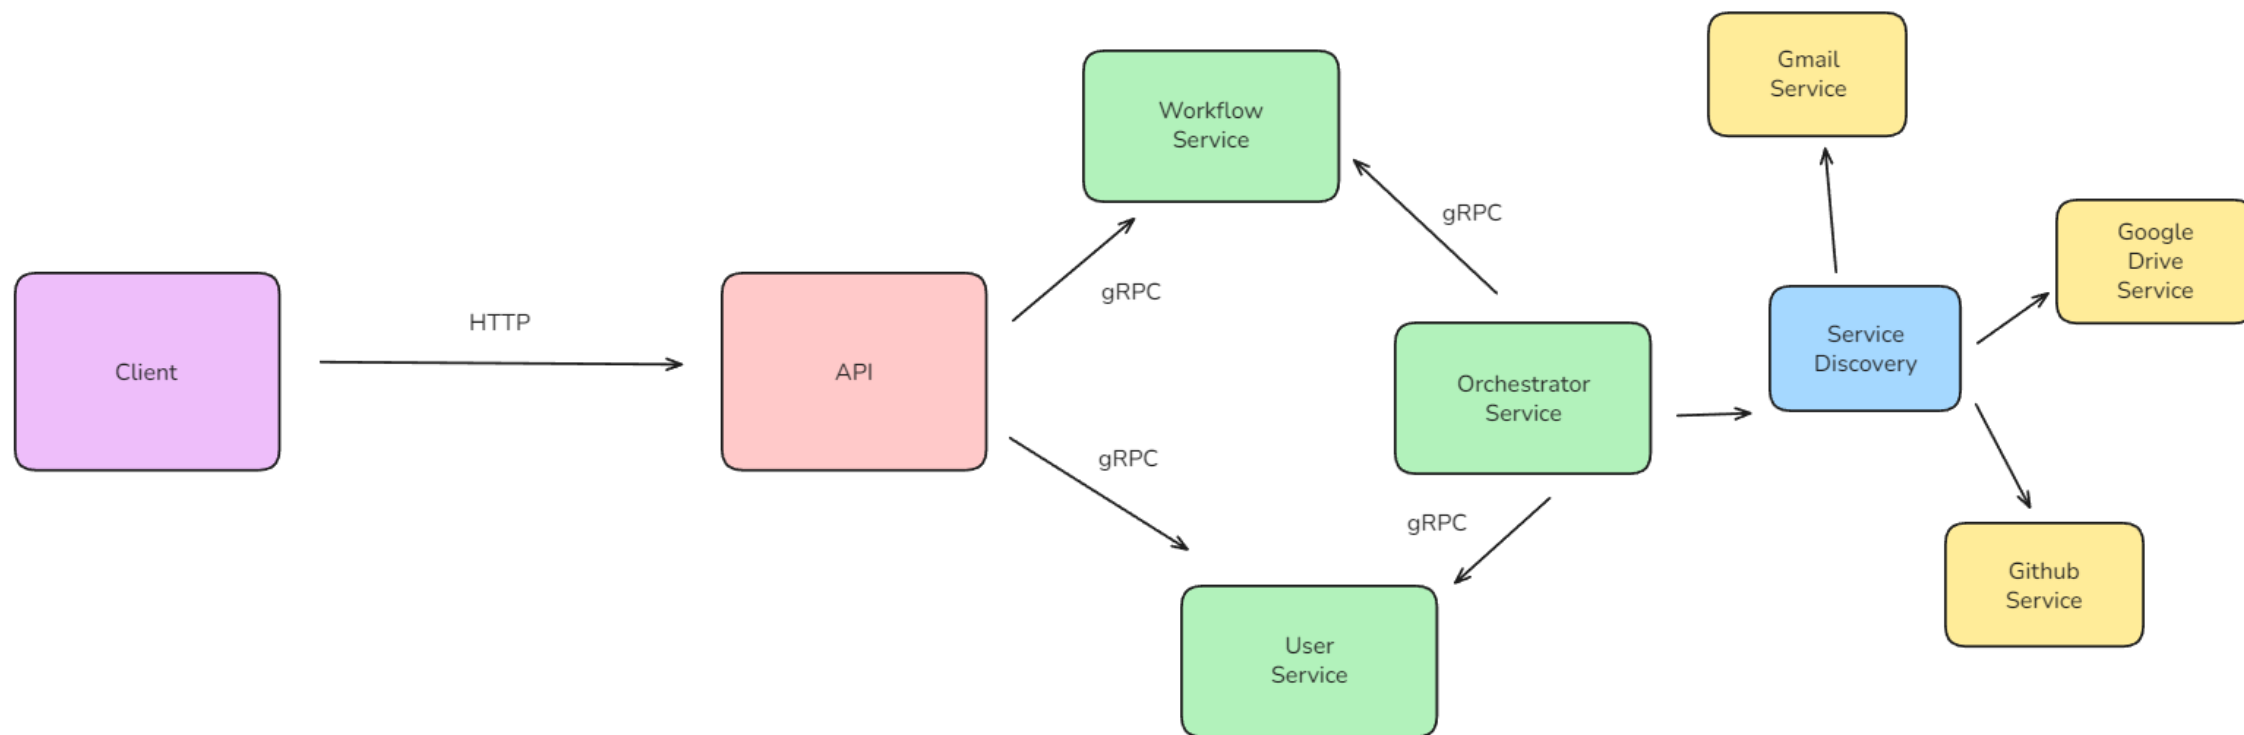 Client
HTTP
API
gRPC
gRPC
Workflow
Service
gRPC
gRPC
Orchestrator
Service
User
Service
Service
Discovery
Gmail
Service
Google
Drive
Service
Github
Service